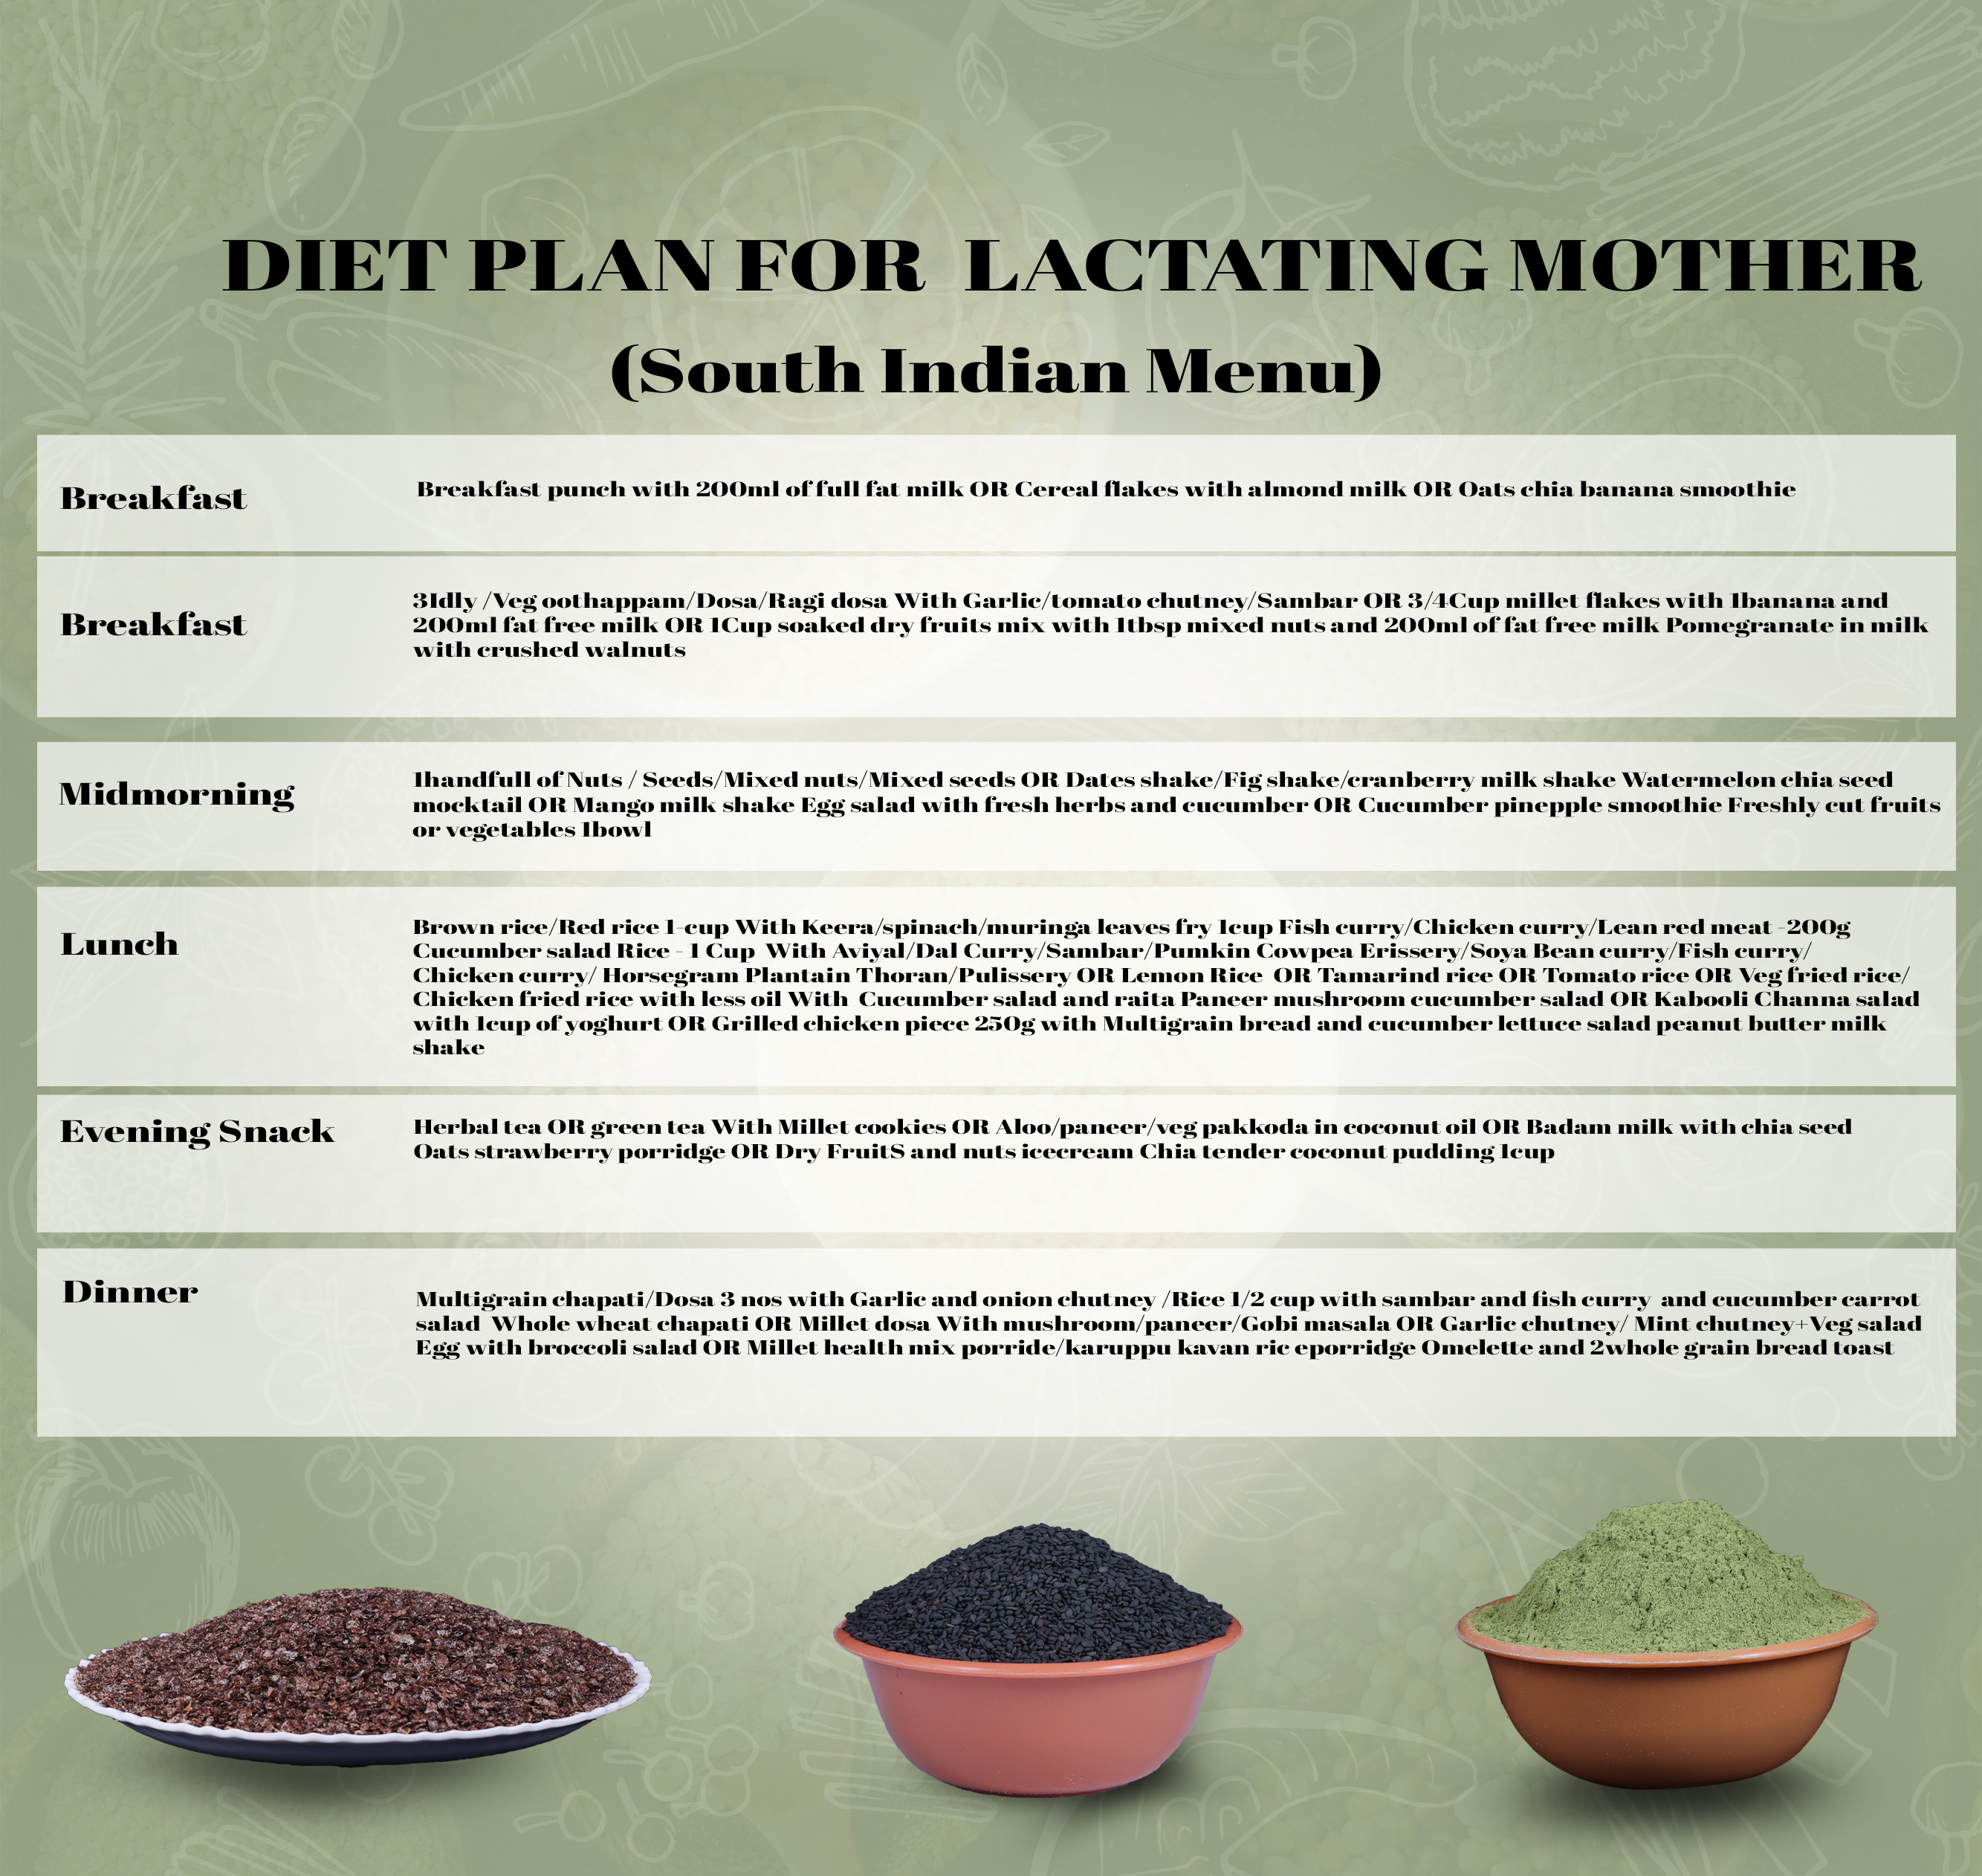 DIET PLAN FOR LACTATING MOTHER
(South Indian Menu)
Breakfast
Breakfast punch with 200ml of full fat milk OR Cereal flakes with almond milk OR Oats chia banana smoothie
Breakfast
3Idly /Veg oothappam/Dosa/Ragi dosa With Garlic/tomato chutney/Sambar OR 3/4Cup millet flakes with 1banana and
200ml fat free milk OR 1Cup soaked dry fruits mix with 1tbsp mixed nuts and 200ml of fat free milk Pomegranate in milk
with crushed walnuts
Midmorning
1handfull of Nuts / Seeds/Mixed nuts/Mixed seeds OR Dates shake/Fig shake/cranberry milk shake Watermelon chia seed
mocktail OR Mango milk shake Egg salad with fresh herbs and cucumber OR Cucumber pinepple smoothie Freshly cut fruits
or vegetables 1bowl
Lunch
Brown rice/Red rice 1-cup With Keera/spinach/muringa leaves fry 1cup Fish curry/Chicken curry/Lean red meat -200g
Cucumber salad Rice - 1 Cup With Aviyal/Dal Curry/Sambar/Pumkin Cowpea Erissery/Soya Bean curry/Fish curry/
Chicken curry/ Horsegram Plantain Thoran/Pulissery OR Lemon Rice OR Tamarind rice OR Tomato rice OR Veg fried rice/
Chicken fried rice with less oil With Cucumber salad and raita Paneer mushroom cucumber salad OR Kabooli Channa salad
with 1cup of yoghurt OR Grilled chicken piece 250g with Multigrain bread and cucumber lettuce salad peanut butter milk
shake
Evening Snack
Herbal tea OR green tea With Millet cookies OR Aloo/paneer/veg pakkoda in coconut oil OR Badam milk with chia seed
Oats strawberry porridge OR Dry FruitS and nuts icecream Chia tender coconut pudding 1cup
Dinner
Multigrain chapati/Dosa 3 nos with Garlic and onion chutney /Rice 1/2 cup with sambar and fish curry and cucumber carrot
salad Whole wheat chapati OR Millet dosa With mushroom/paneer/Gobi masala OR Garlic chutney/ Mint chutney+Veg salad
Egg with broccoli salad OR Millet health mix porride/karuppu kavan ric eporridge Omelette and 2whole grain bread toast